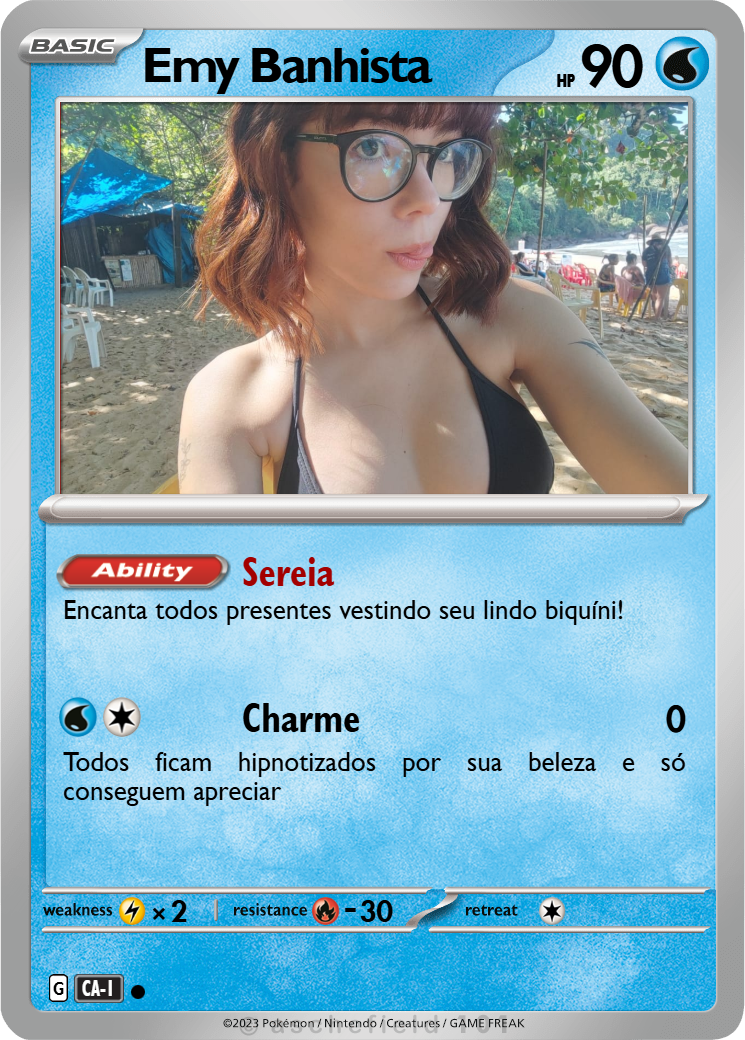 BASIC
Emy Banhista
HP 90
Ability Sereia
Encanta todos presentes vestindo seu lindo biquíni!
Charme 0
Todos ficam hipnotizados por sua beleza e só
conseguem apreciar
weakness × 2 resistance -30 retreat
G CA-I
©2023 Pokémon / Nintendo / Creatures / GAME FREAK